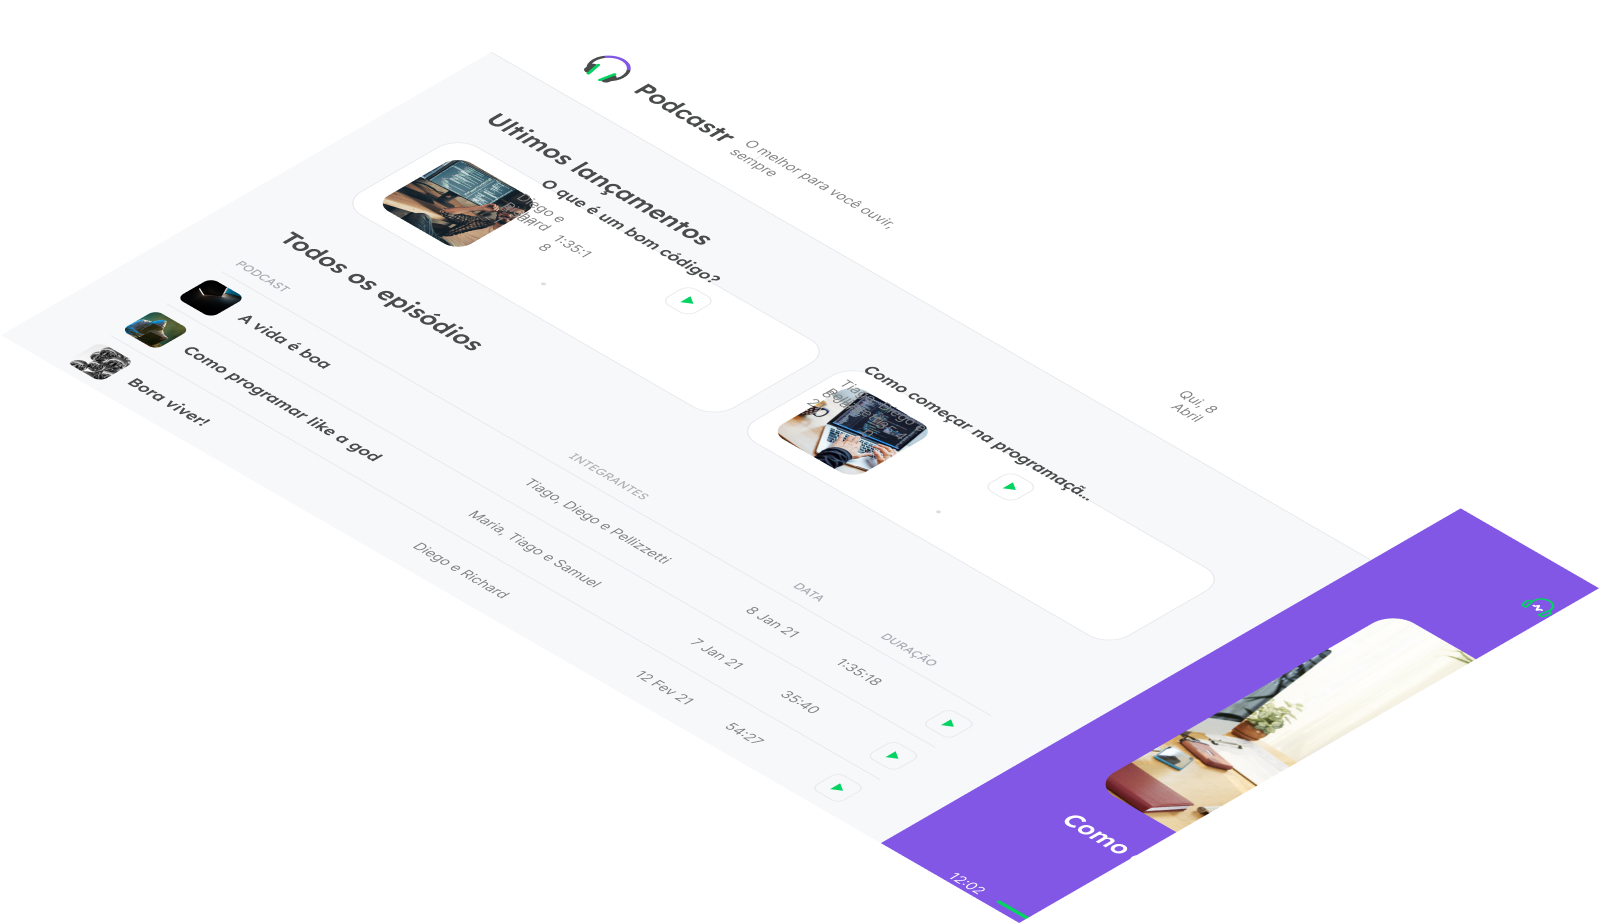 Podcastr
O melhor para você ouvir,
sempre
Qui, 8
Abril
Ultimos lançamentos
O que é um bom código?
Diego e
Richard
1:35:1
8
Como começar na programaçã...
Tiago, Diego e
Todos os episódios
PODCAST
INTEGRANTES
DATA
DURAÇÃO
A vida é boa
Tiago, Diego e Pellizzetti
8 Jan 21
1:35:18
Como programar like a god
Maria, Tiago e Samuel
7 Jan 21
35:40
Bora viver!
Diego e Richard
12 Fev 21
54:27
Como
12:02